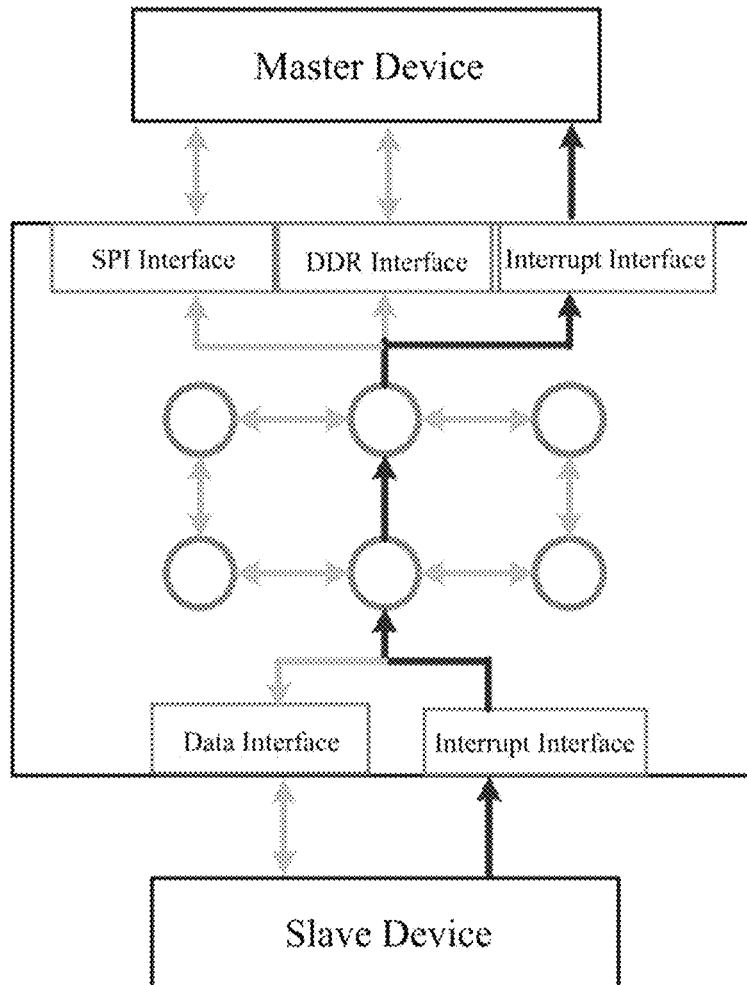 Master Device
SPI Interface
DDR Interface
Interrupt Interface
Data Interface
Interrupt Interface
Slave Device